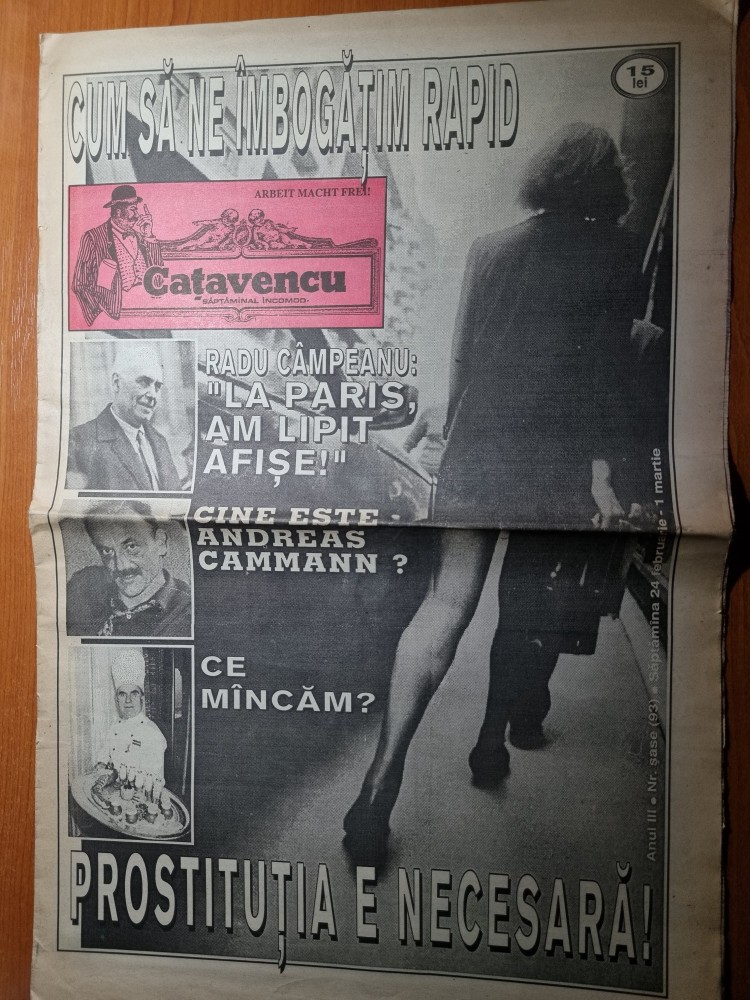 CUM SĂ NE ÎMBOGĂȚIM RAPID
15
lei
ARBEIT MACHT FREI!
Cațavencu
SĂPTĂMÎNAL INCOMOD
RADU CÂMPEANU:
"LA PARIS,
AM LIPIT
AFIȘE!"
CINE ESTE
ANDREAS
CAMMANN ?
CE
MÎNCĂM?
Anul III • Nr. șase (93) • Săptămîna 24 februarie - 1 martie
PROSTITUȚIA E NECESARĂ!